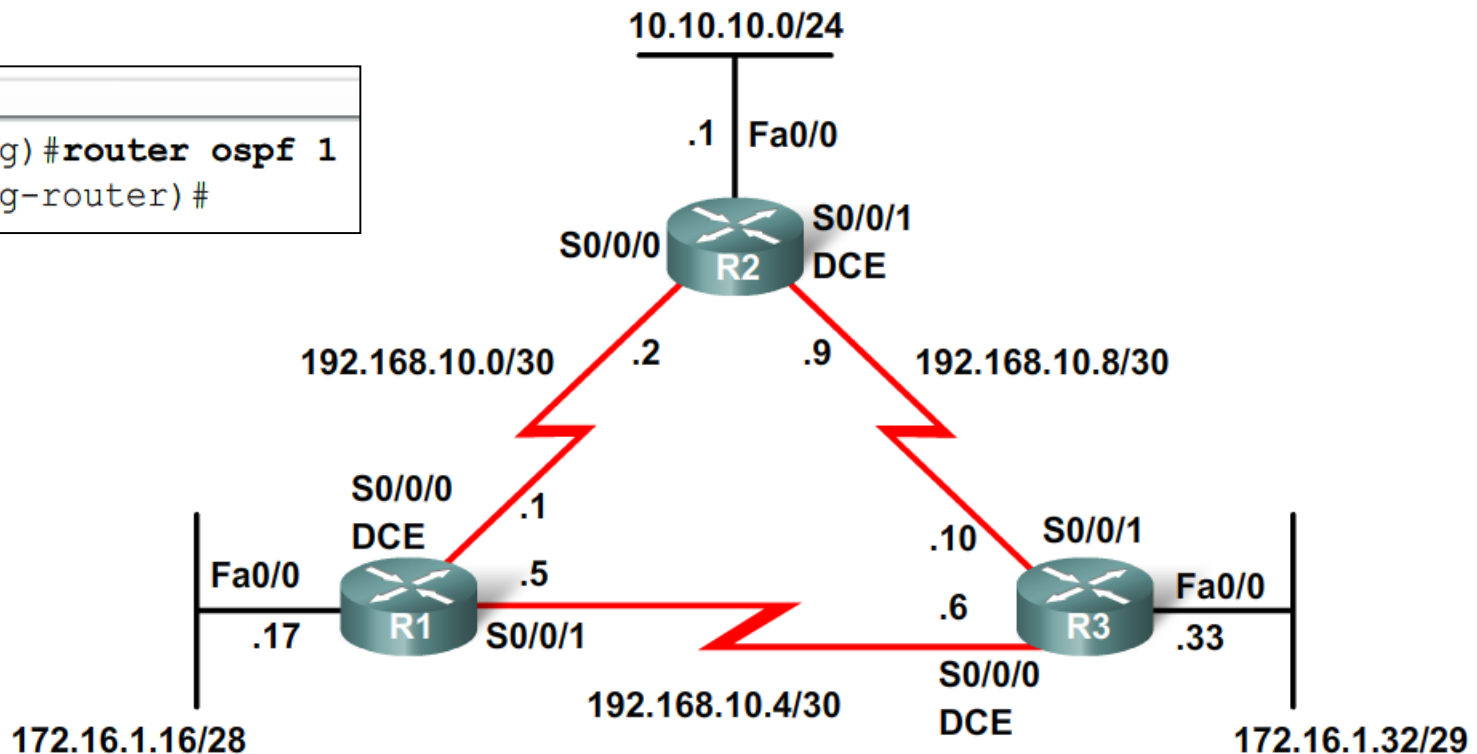 10.10.10.0/24
g)#router ospf 1
g-router)#
.1 Fa0/0
S0/0/0
S0/0/1
DCE
R2
192.168.10.0/30
.2
.9
192.168.10.8/30
S0/0/0
DCE
.1
.10
S0/0/1
Fa0/0
.5
.6
Fa0/0
R1
R3
.17
S0/0/1
.33
S0/0/0
DCE
192.168.10.4/30
172.16.1.16/28
172.16.1.32/29